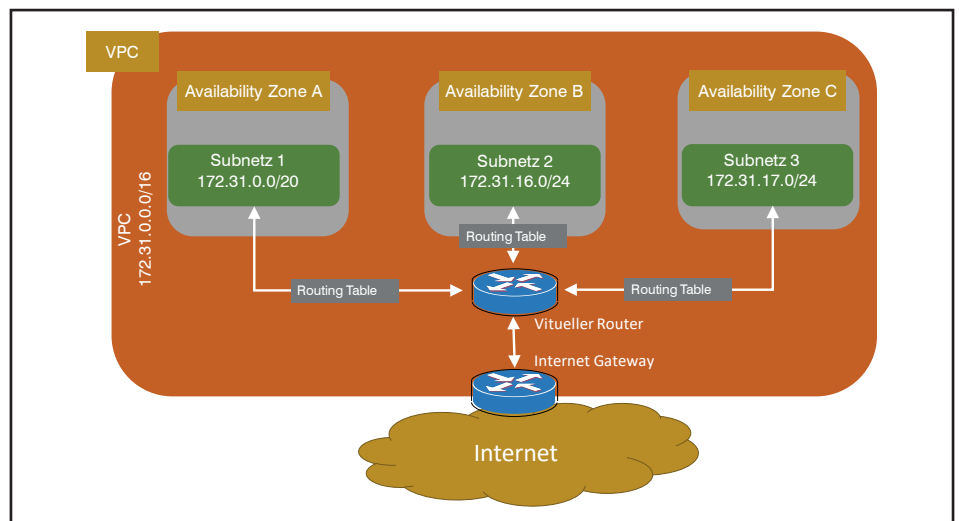 VPC
Availability Zone A
Availability Zone B
Availability Zone C
Subnetz 1
172.31.0.0/20
Subnetz 2
172.31.16.0/24
Subnetz 3
172.31.17.0/24
VPC
172.31.0.0.0/16
Routing Table
Routing Table
Routing Table
Vitueller Router
Internet Gateway
Internet